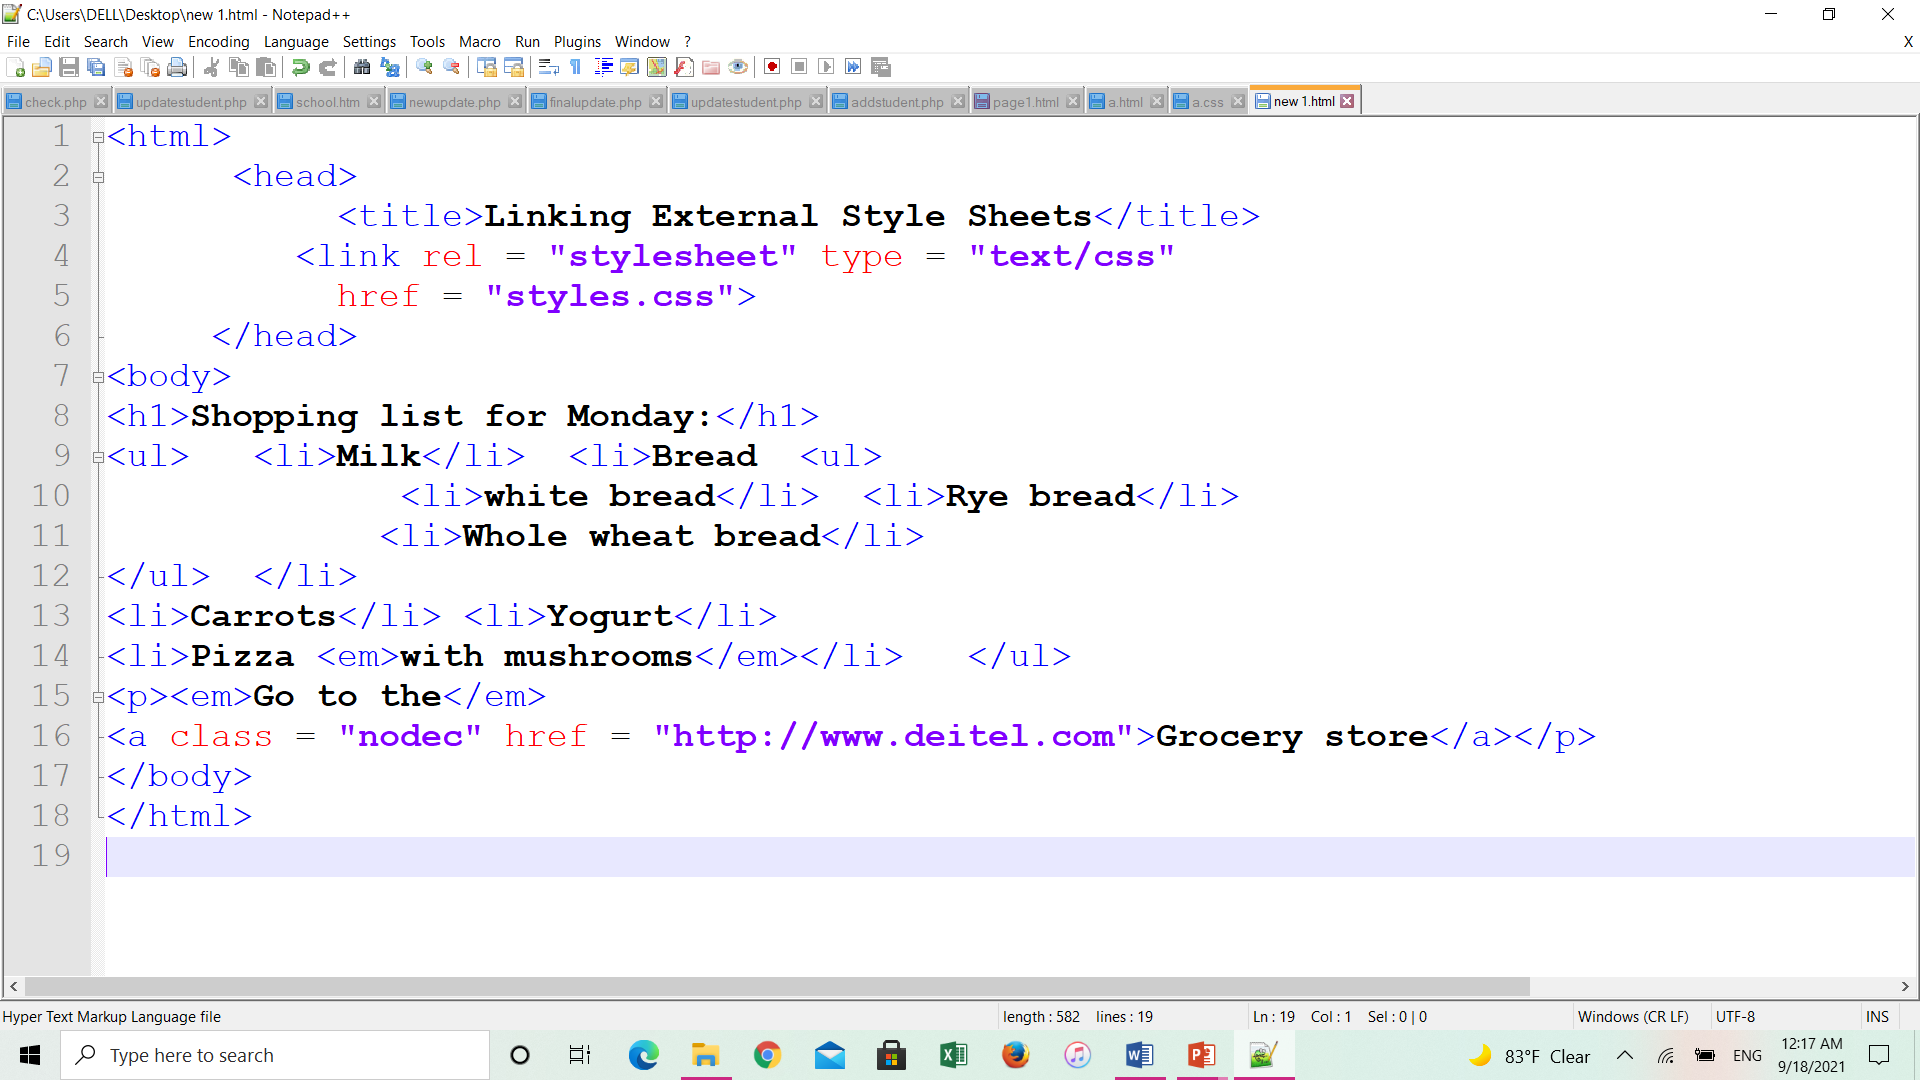 C:\Users\DELL\Desktop\new 1.html - Notepad++
File Edit Search View Encoding Language Settings Tools Macro Run Plugins Window ? X
check.php updatestudent.php school.htm newupdate.php finalupdate.php updatestudent.php addstudent.php page1.html a.html a.css new 1.html
1 <html>
2 <head>
3 <title>Linking External Style Sheets</title>
4 <link rel = "stylesheet" type = "text/css"
5 href = "styles.css">
6 </head>
7 <body>
8 <h1>Shopping list for Monday:</h1>
9 <ul> <li>Milk</li> <li>Bread <ul>
10 <li>white bread</li> <li>Rye bread</li>
11 <li>Whole wheat bread</li>
12 </ul> </li>
13 <li>Carrots</li> <li>Yogurt</li>
14 <li>Pizza <em>with mushrooms</em></li> </ul>
15 <p><em>Go to the</em>
16 <a class = "nodec" href = "http://www.deitel.com">Grocery store</a></p>
17 </body>
18 </html>
19
Hyper Text Markup Language file length : 582 lines : 19 Ln : 19 Col : 1 Sel : 0 | 0 Windows (CR LF) UTF-8 INS
Type here to search 83°F Clear ENG 12:17 AM
9/18/2021